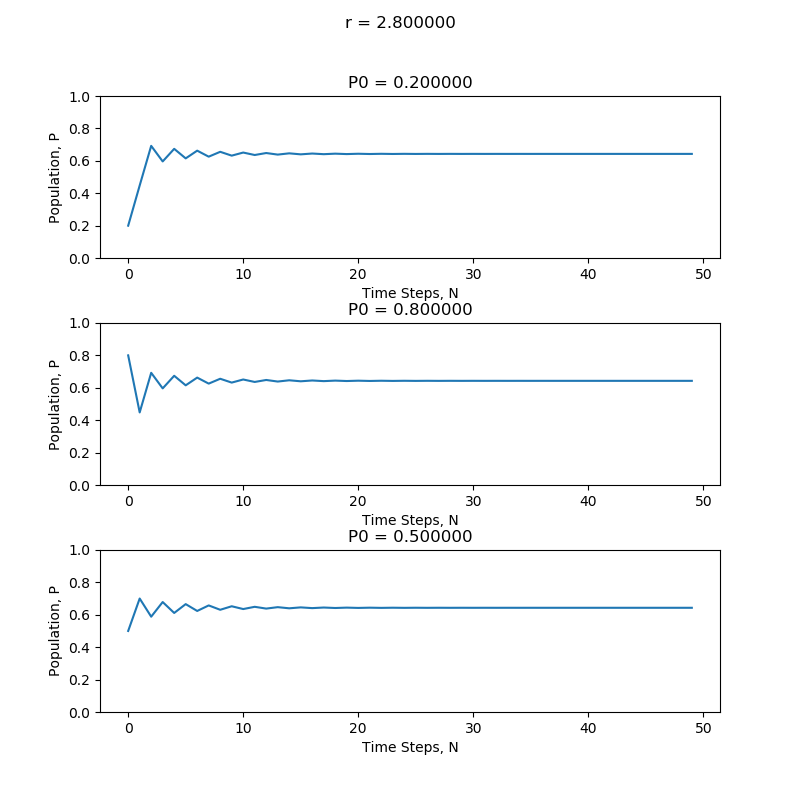 r = 2.800000
P0 = 0.200000
1.0
0.8
0.6
0.4
0.2
0.0
Population, P
0 10 20 30 40 50
Time Steps, N
P0 = 0.800000
1.0
0.8
0.6
0.4
0.2
0.0
Population, P
0 10 20 30 40 50
Time Steps, N
P0 = 0.500000
1.0
0.8
0.6
0.4
0.2
0.0
Population, P
0 10 20 30 40 50
Time Steps, N